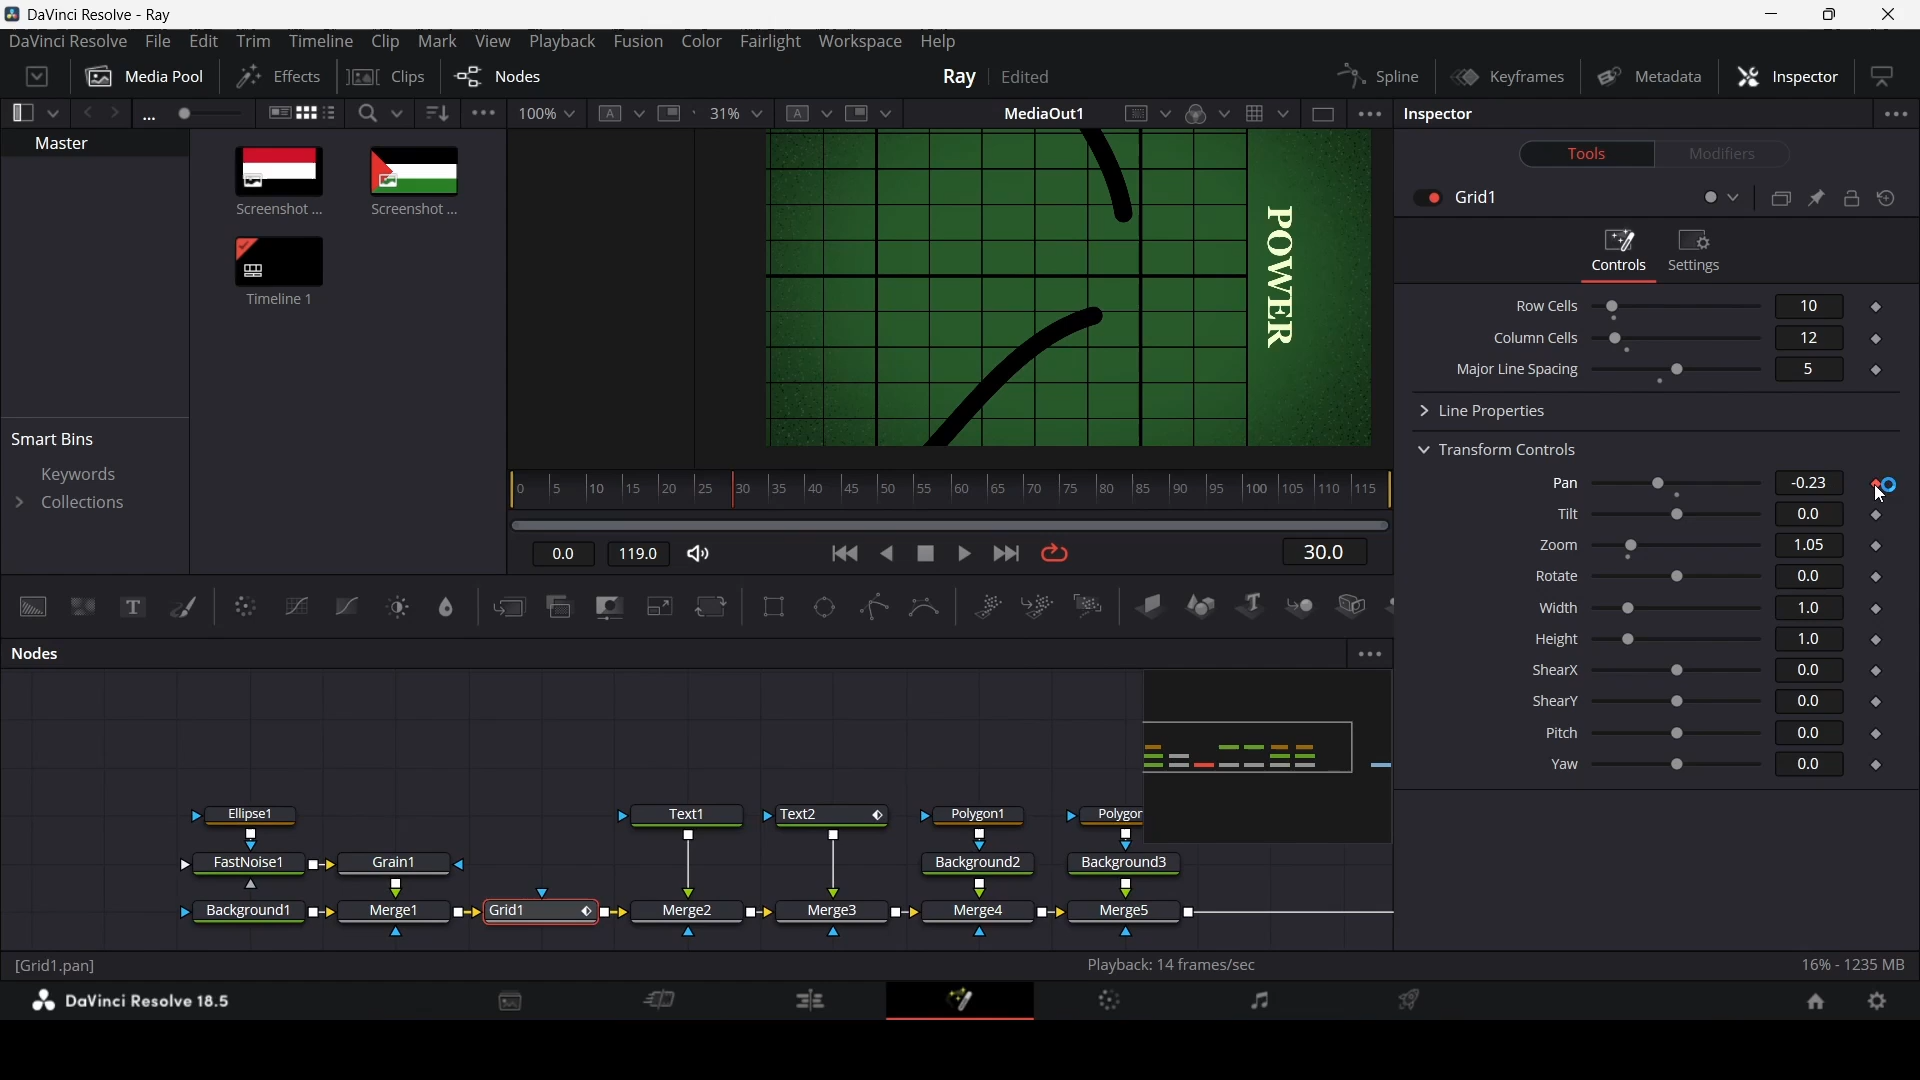 DaVinci Resolve - Ray
DaVinci Resolve File Edit Trim Timeline Clip Mark View Playback Fusion Color Fairlight Workspace Help
Media Pool Effects Clips Nodes Ray Edited Spline Keyframes Metadata Inspector
... 100% A 31% A MediaOut1 Inspector
Master
Screenshot ... Screenshot ...
Timeline 1
Smart Bins
Keywords
Collections
POWER
0 5 10 15 20 25 30 35 40 45 50 55 60 65 70 75 80 85 90 95 100 105 110 115
0.0 119.0 30.0
Tools Modifiers
Grid1
Controls Settings
Row Cells 10
Column Cells 12
Major Line Spacing 5
Line Properties
Transform Controls
Pan -0.23
Tilt 0.0
Zoom 1.05
Rotate 0.0
Width 1.0
Height 1.0
ShearX 0.0
ShearY 0.0
Pitch 0.0
Yaw 0.0
T T
Nodes
Ellipse1 Text1 Text2 Polygon1 Polygor
FastNoise1 Grain1 Background2 Background3
Background1 Merge1 Grid1 Merge2 Merge3 Merge4 Merge5
[Grid1.pan] Playback: 14 frames/sec 16% - 1235 MB
DaVinci Resolve 18.5